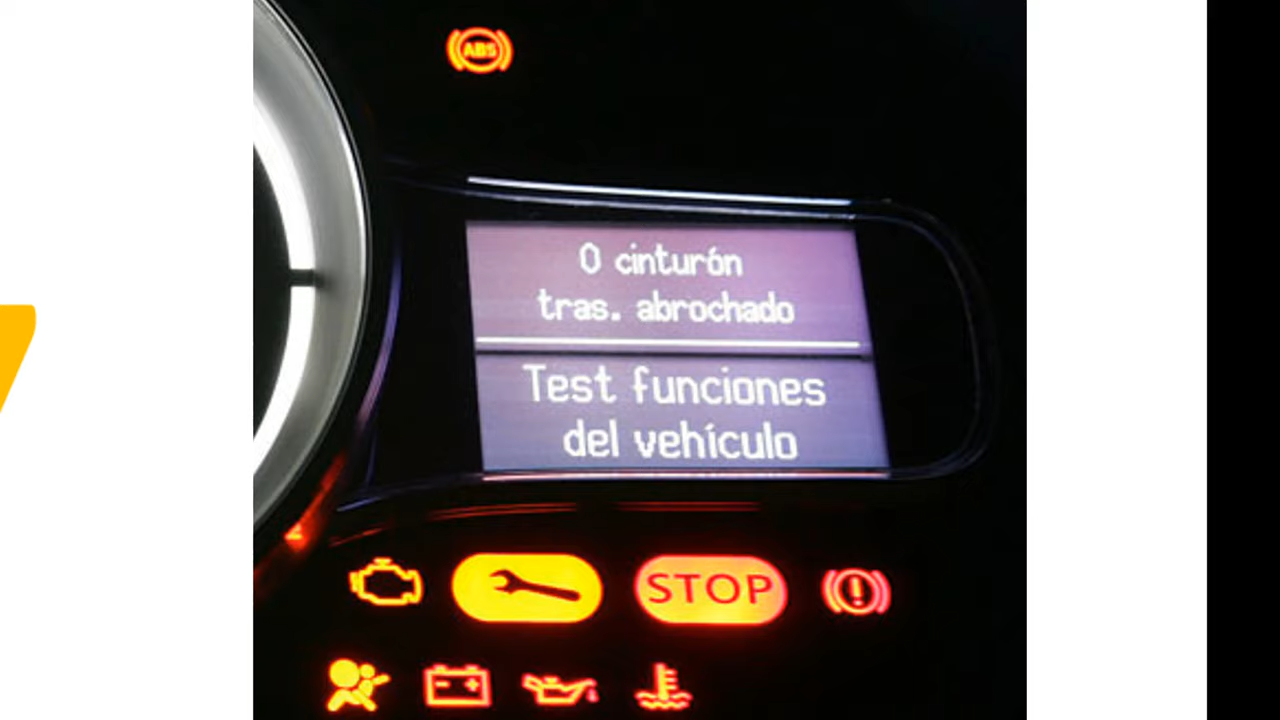 ABS
0 cinturón
tras. abrochado
Test funciones
del vehículo
STOP